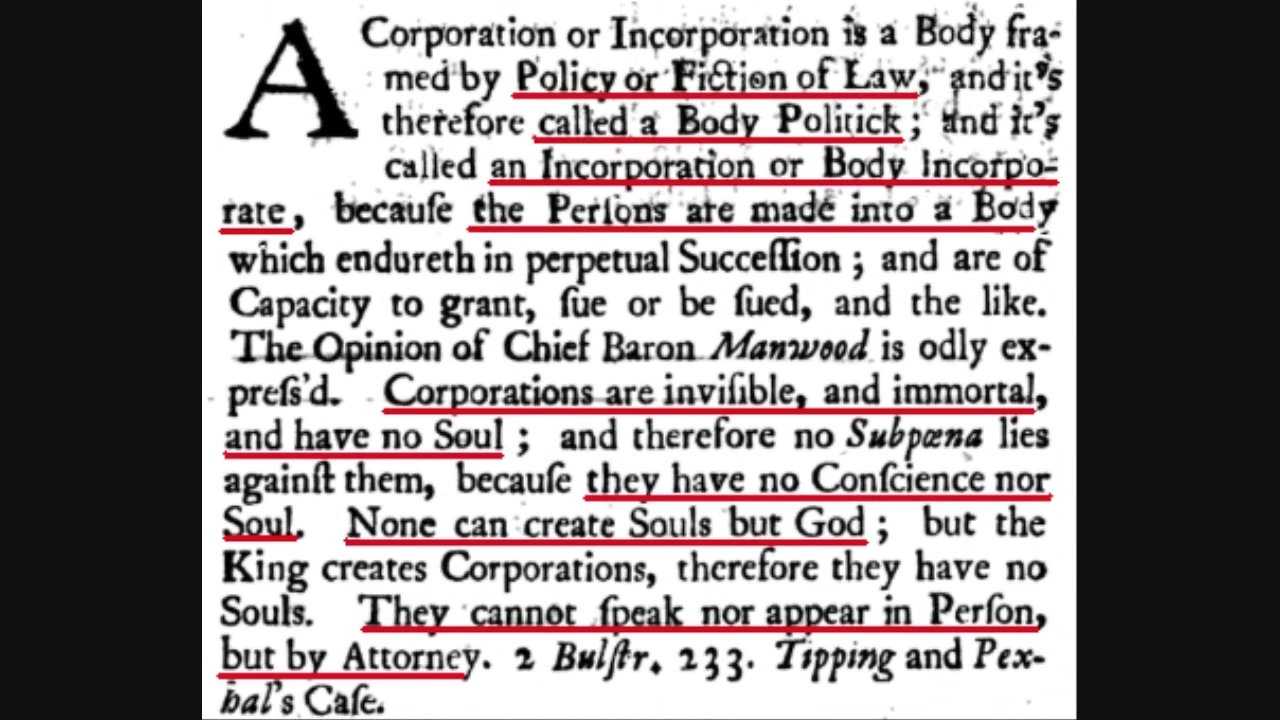 A Corporation or Incorporation is a Body fra-
med by Policy or Fiction of Law, and it's
therefore called a Body Politick; and it's
called an Incorporation or Body Incorpo-
rate, becauſe the Perſons are made into a Body
which endureth in perpetual Succeſſion; and are of
Capacity to grant, ſue or be ſued, and the like.
The Opinion of Chief Baron Manwood is odly ex-
preſs'd. Corporations are inviſible, and immortal,
and have no Soul; and therefore no Subpœna lies
againſt them, becauſe they have no Conſcience nor
Soul. None can create Souls but God; but the
King creates Corporations, therefore they have no
Souls. They cannot ſpeak nor appear in Perſon,
but by Attorney. 2 Bulſtr. 233. Tipping and Pex-
hal's Caſe.